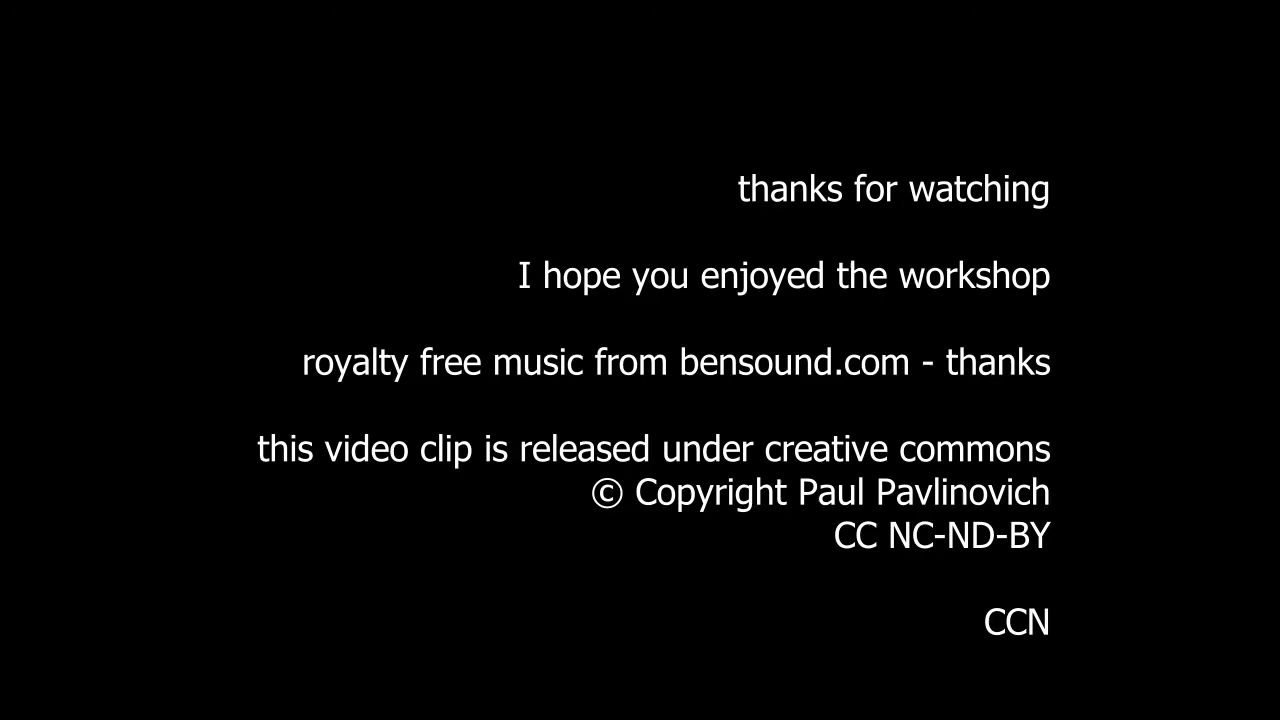 thanks for watching
I hope you enjoyed the workshop
royalty free music from bensound.com - thanks
this video clip is released under creative commons
© Copyright Paul Pavlinovich
CC NC-ND-BY
CCN